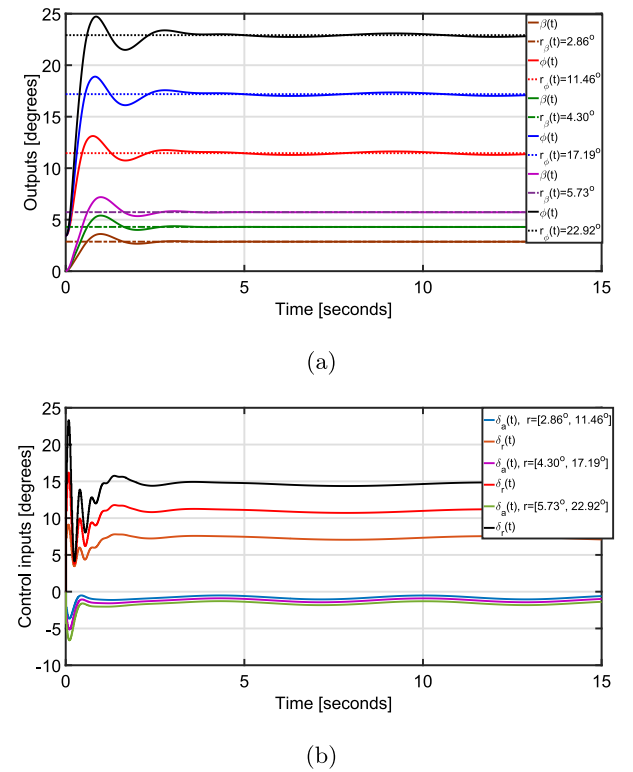 25
20
15
10
5
0
Outputs [degrees]
β(t)
r_β(t)=2.86°
ϕ(t)
r_ϕ(t)=11.46°
β(t)
r_β(t)=4.30°
ϕ(t)
r_ϕ(t)=17.19°
β(t)
r_β(t)=5.73°
ϕ(t)
r_ϕ(t)=22.92°
0 5 10 15
Time [seconds]
(a)
25
20
15
10
5
0
-5
-10
Control inputs [degrees]
δ_a(t), r=[2.86°, 11.46°]
δ_r(t)
δ_a(t), r=[4.30°, 17.19°]
δ_r(t)
δ_a(t), r=[5.73°, 22.92°]
δ_r(t)
0 5 10 15
Time [seconds]
(b)